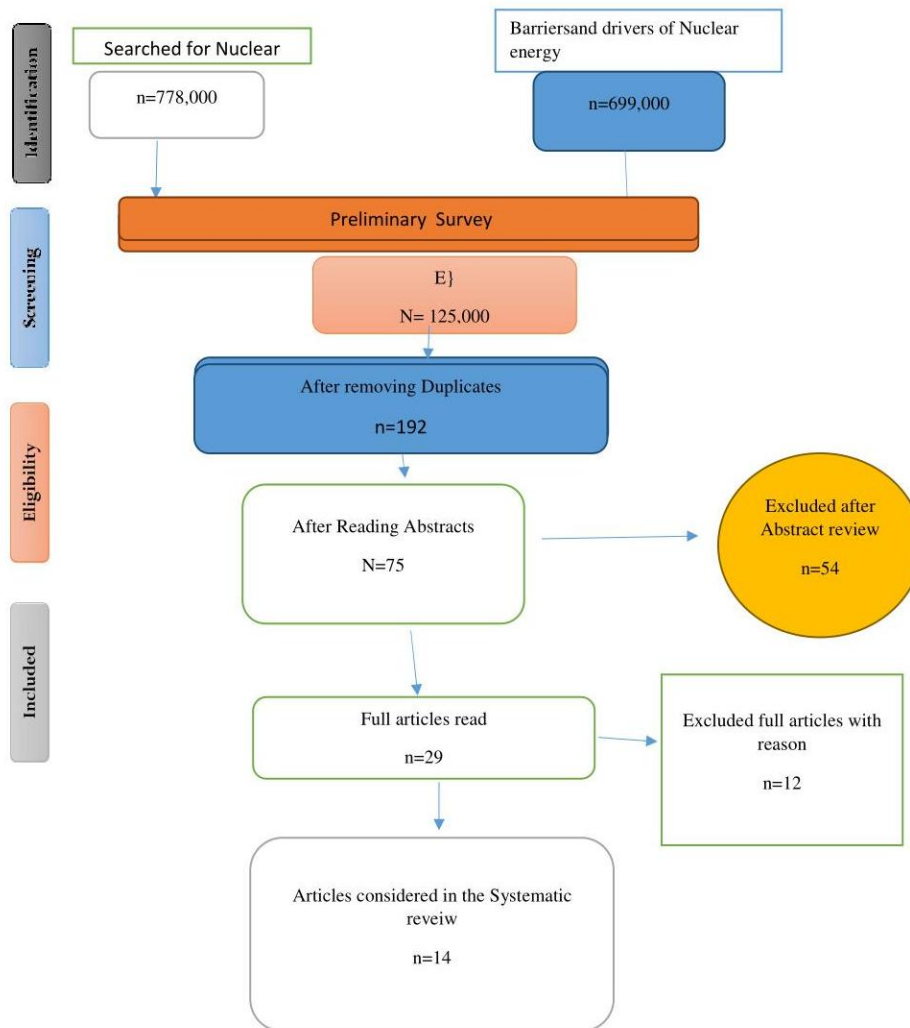 Identification
Searched for Nuclear
n=778,000
Barriersand drivers of Nuclear
energy
n=699,000
Preliminary Survey
Screening
E}
N= 125,000
After removing Duplicates
n=192
Eligibility
After Reading Abstracts
N=75
Excluded after
Abstract review
n=54
Included
Full articles read
n=29
Excluded full articles with
reason
n=12
Articles considered in the Systematic
reveiw
n=14